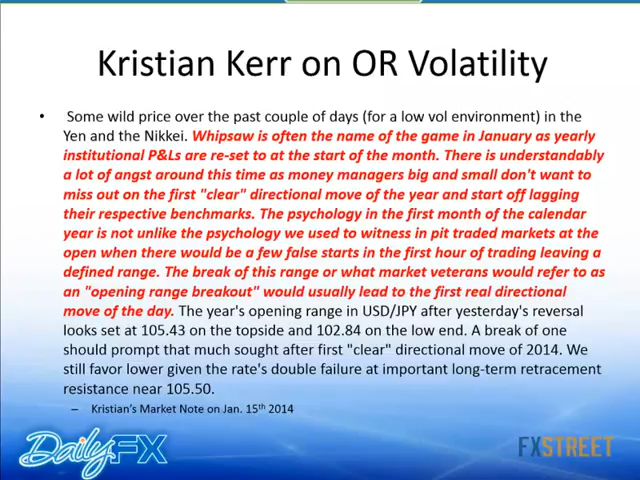 Kristian Kerr on OR Volatility
• Some wild price over the past couple of days (for a low vol environment) in the
Yen and the Nikkei. Whipsaw is often the name of the game in January as yearly
institutional P&Ls are re-set to at the start of the month. There is understandably
a lot of angst around this time as money managers big and small don't want to
miss out on the first "clear" directional move of the year and start off lagging
their respective benchmarks. The psychology in the first month of the calendar
year is not unlike the psychology we used to witness in pit traded markets at the
open when there would be a few false starts in the first hour of trading leaving a
defined range. The break of this range or what market veterans would refer to as
an "opening range breakout" would usually lead to the first real directional
move of the day. The year's opening range in USD/JPY after yesterday's reversal
looks set at 105.43 on the topside and 102.84 on the low end. A break of one
should prompt that much sought after first "clear" directional move of 2014. We
still favor lower given the rate's double failure at important long-term retracement
resistance near 105.50.
– Kristian's Market Note on Jan. 15th 2014
DailyFX
FXSTREET